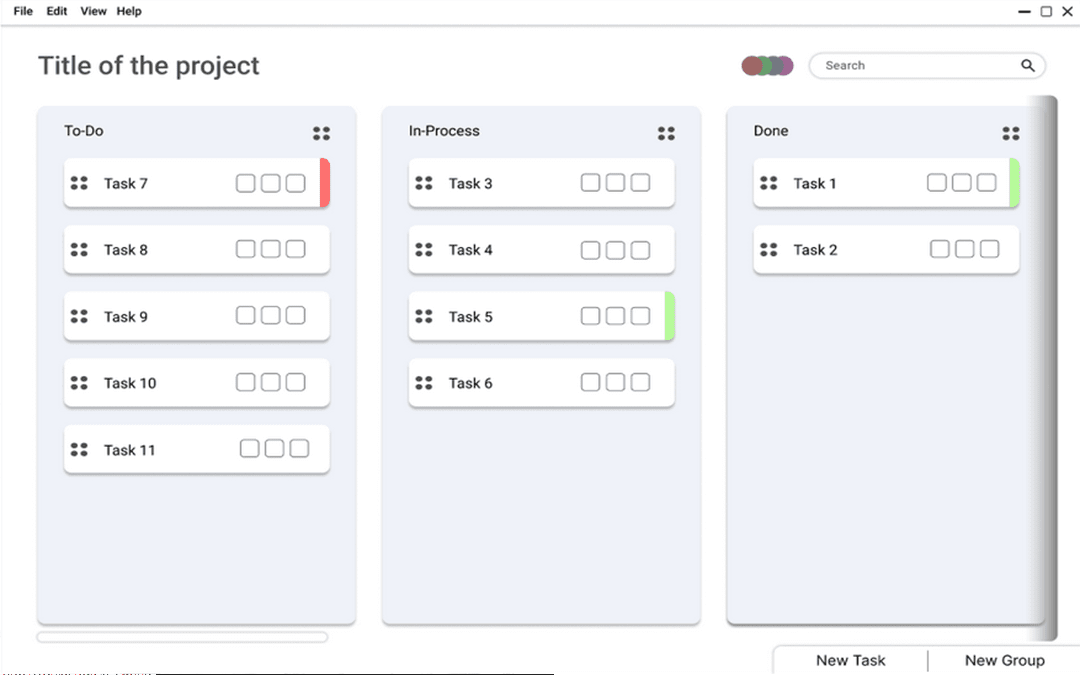 File Edit View Help
Title of the project
Search
To-Do
Task 7
Task 8
Task 9
Task 10
Task 11
In-Process
Task 3
Task 4
Task 5
Task 6
Done
Task 1
Task 2
New Task
New Group